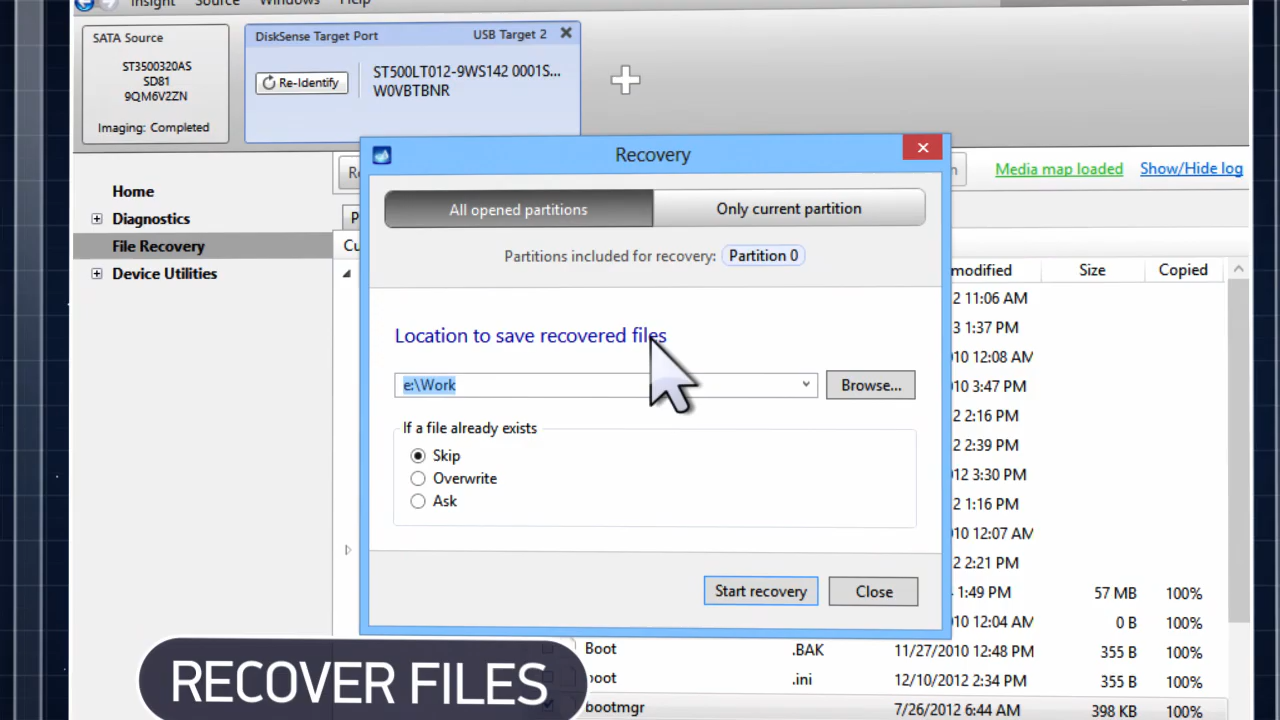 Insight Source Windows Help
SATA Source
ST3500320AS
SD81
9QM6V2ZN
Imaging: Completed
DiskSense Target Port USB Target 2
Re-Identify
ST500LT012-9WS142 0001S...
W0VBTBNR
Home
Diagnostics
File Recovery
Device Utilities
Media map loaded Show/Hide log
Recovery
All opened partitions Only current partition
Partitions included for recovery: Partition 0
Location to save recovered files
e:\Work Browse...
If a file already exists
Skip
Overwrite
Ask
Start recovery Close
modified Size Copied
2 11:06 AM
3 1:37 PM
010 12:08 AM
10 3:47 PM
2 2:16 PM
2 2:39 PM
012 3:30 PM
2 1:16 PM
010 12:07 AM
2 2:21 PM
1:49 PM 57 MB 100%
010 12:04 AM 0 B 100%
Boot .BAK 11/27/2010 12:48 PM 355 B 100%
boot .ini 12/10/2012 2:34 PM 355 B 100%
bootmgr 7/26/2012 6:44 AM 398 KB 100%
RECOVER FILES